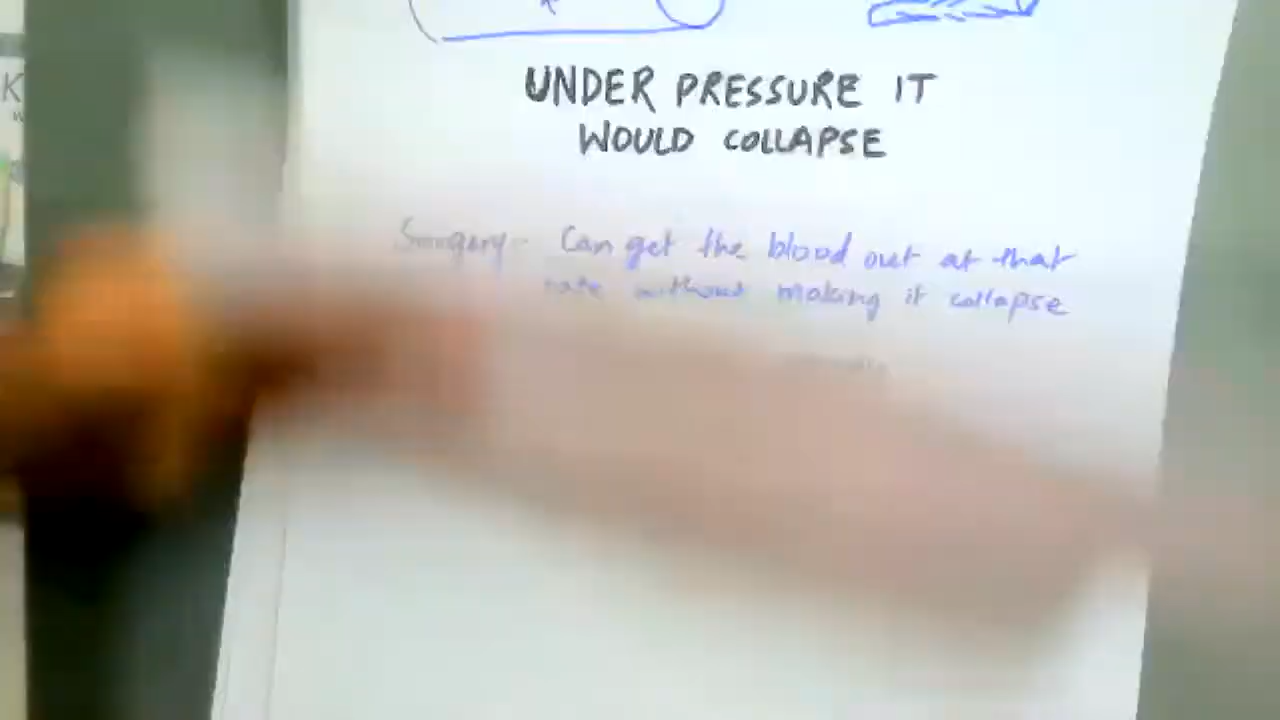 K
UNDER PRESSURE IT
WOULD COLLAPSE
Surgery - Can get the blood out at that
rate without making it collapse